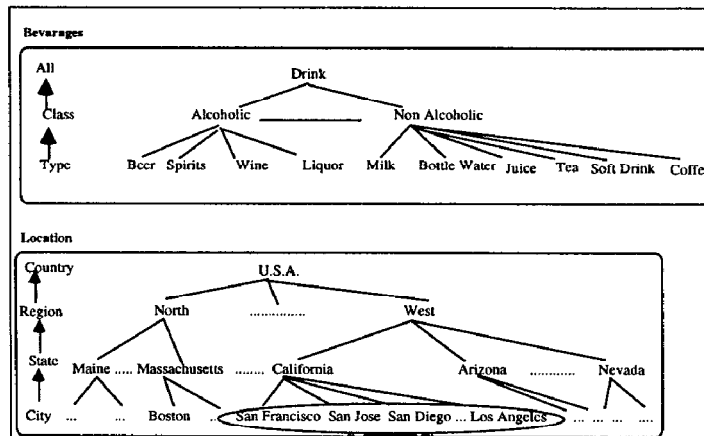 Bevarages
All
Drink
Class Alcoholic Non Alcoholic
Type Beer Spirits Wine Liquor Milk Bottle Water Juice Tea Soft Drink Coffe
Location
Country U.S.A.
Region North ............... West
State Maine ..... Massachusetts ........ California Arizona ............ Nevada
City ... .... Boston .. San Francisco San Jose San Diego ... Los Angeles ... ... ... ....